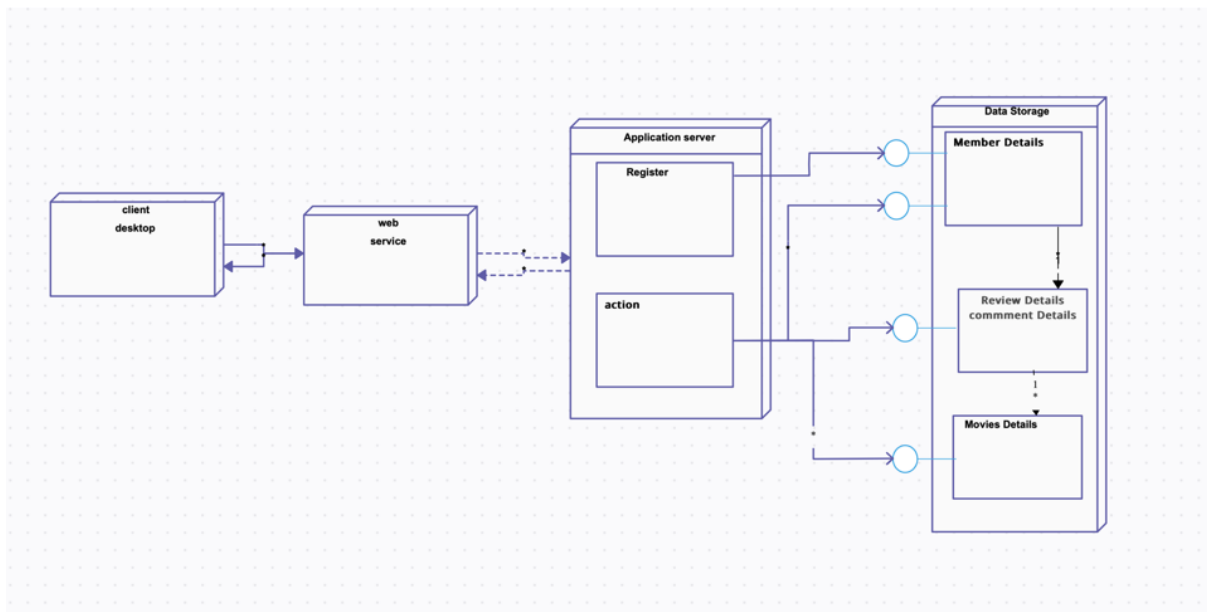 client
desktop
web
service
Application server
Register
action
*
Data Storage
Member Details
1
Review Details
commment Details
1
*
Movies Details